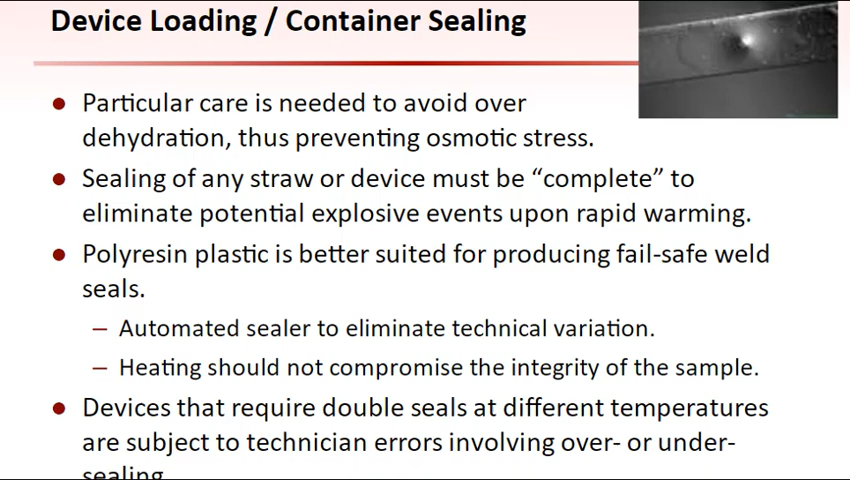 Device Loading / Container Sealing
● Particular care is needed to avoid over
dehydration, thus preventing osmotic stress.
● Sealing of any straw or device must be “complete” to
eliminate potential explosive events upon rapid warming.
● Polyresin plastic is better suited for producing fail-safe weld
seals.
– Automated sealer to eliminate technical variation.
– Heating should not compromise the integrity of the sample.
● Devices that require double seals at different temperatures
are subject to technician errors involving over- or under-
sealing